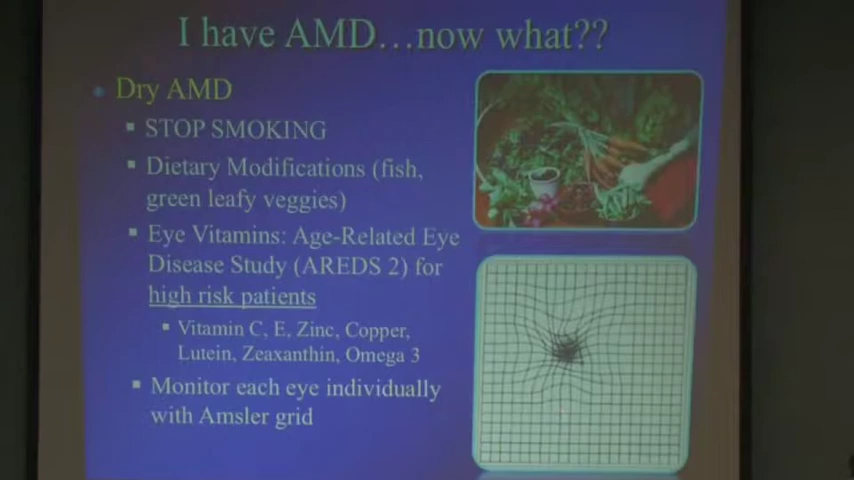 I have AMD...now what??
Dry AMD
STOP SMOKING
Dietary Modifications (fish,
green leafy veggies)
Eye Vitamins: Age-Related Eye
Disease Study (AREDS 2) for
high risk patients
Vitamin C, E, Zinc, Copper,
Lutein, Zeaxanthin, Omega 3
Monitor each eye individually
with Amsler grid